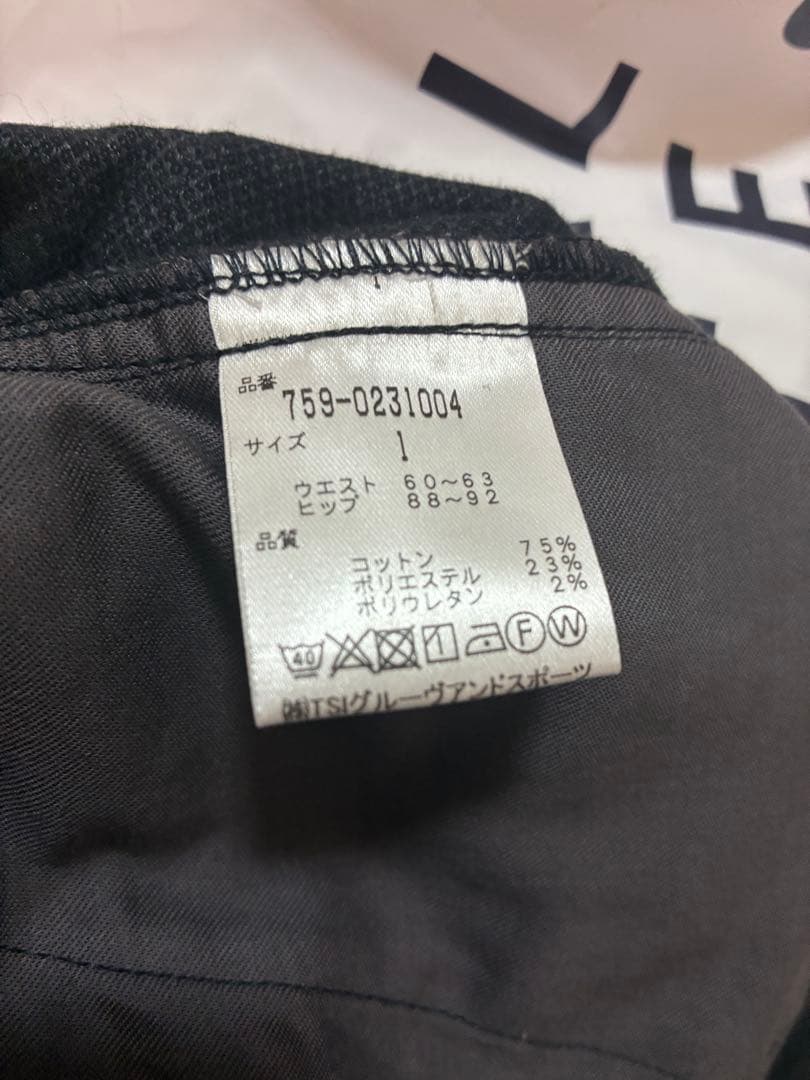 品番
759-0231004
サイズ 1
ウエスト 60～63
ヒップ 88～92
品質
コットン 75%
ポリエステル 23%
ポリウレタン 2%
40 F W
㈱TSIグルーヴアンドスポーツ
L
E